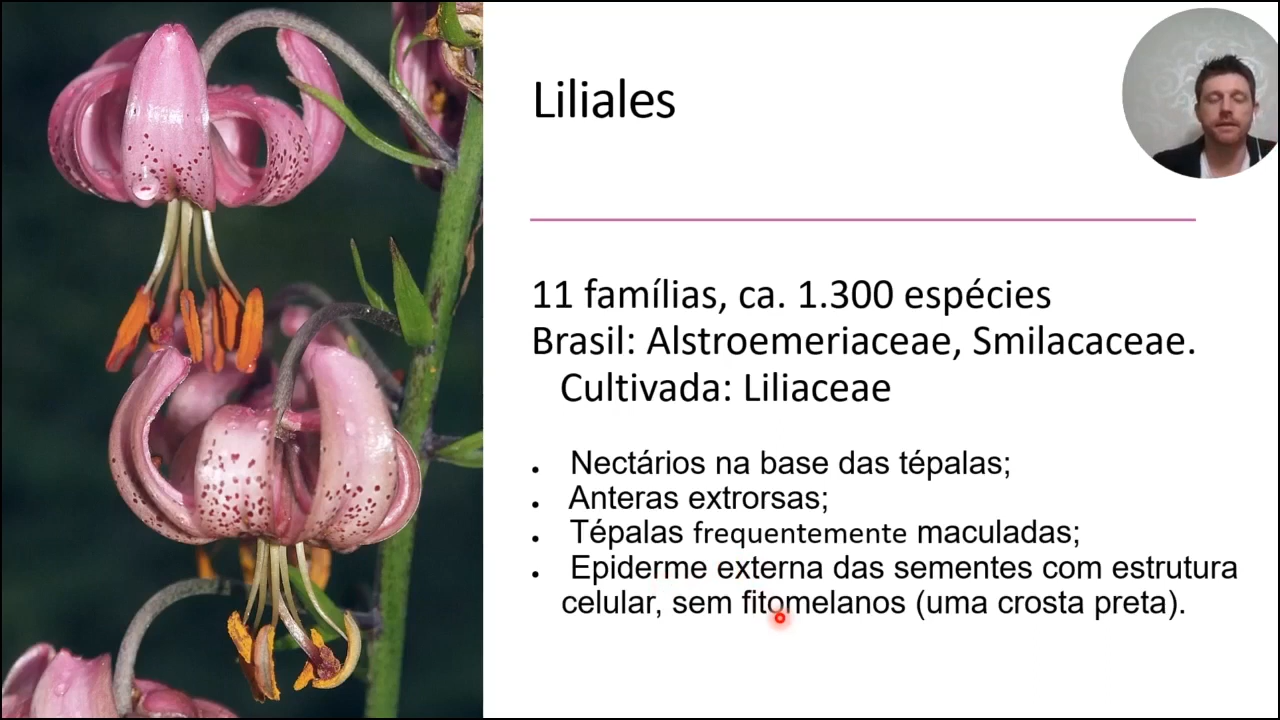 Liliales
11 famílias, ca. 1.300 espécies
Brasil: Alstroemeriaceae, Smilacaceae.
Cultivada: Liliaceae
• Nectários na base das tépalas;
• Anteras extrorsas;
• Tépalas frequentemente maculadas;
• Epiderme externa das sementes com estrutura
celular, sem fitomelanos (uma crosta preta).